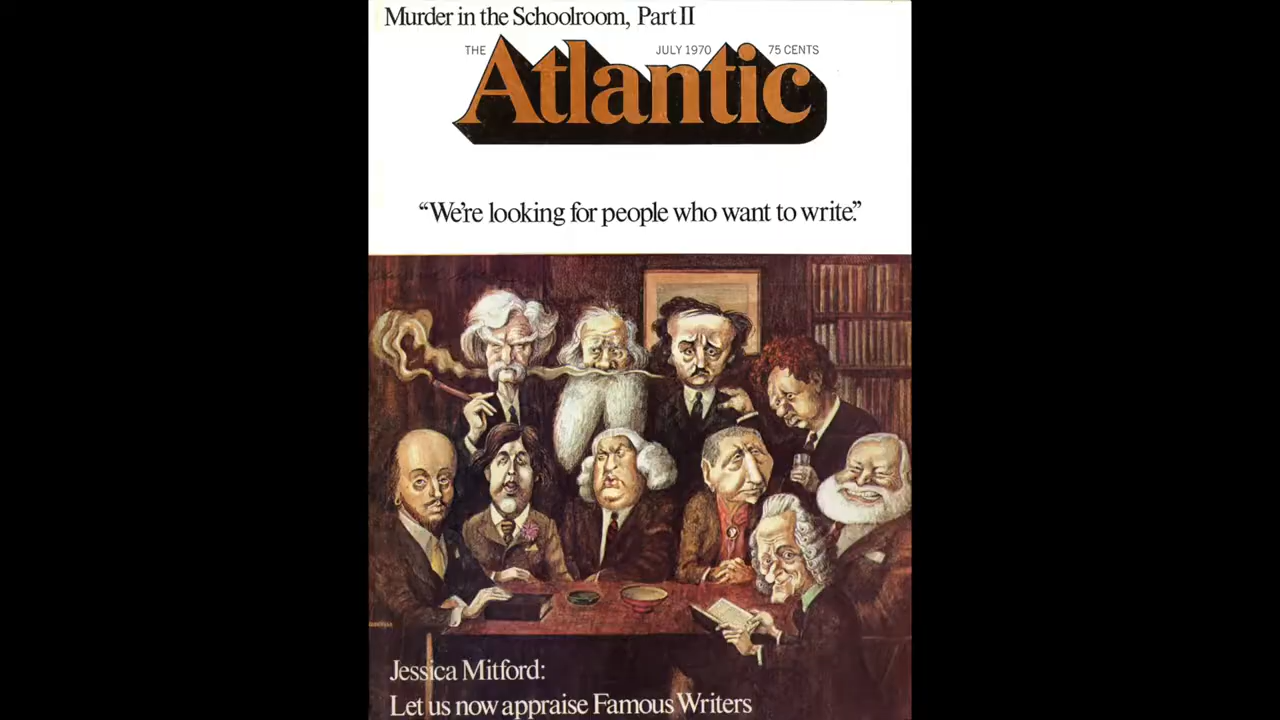 Murder in the Schoolroom, Part II
THE JULY 1970 75 CENTS
Atlantic
“We’re looking for people who want to write.”
Jessica Mitford:
Let us now appraise Famous Writers